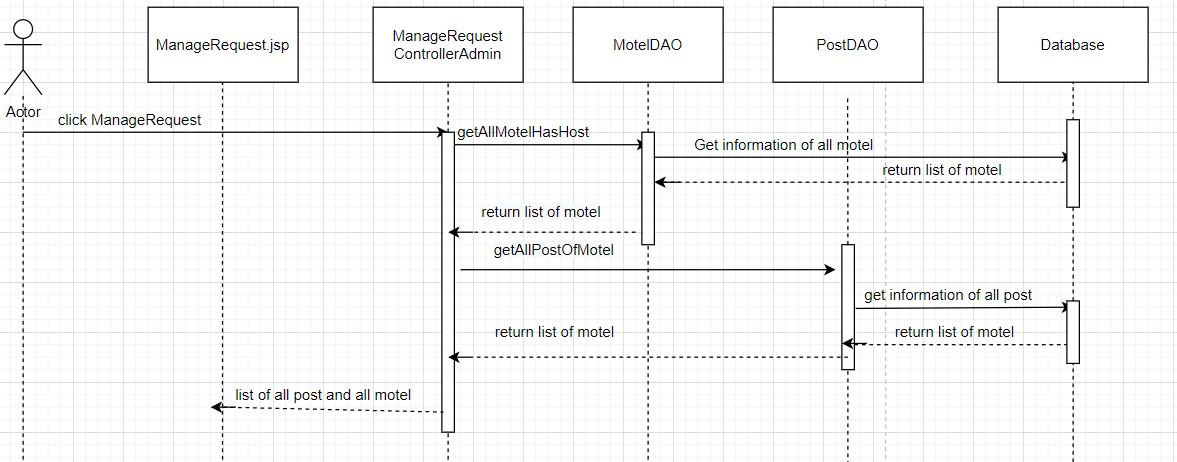 ManageRequest.jsp
ManageRequest
ControllerAdmin
MotelDAO
PostDAO
Database
Actor
click ManageRequest
getAllMotelHasHost
Get information of all motel
return list of motel
return list of motel
getAllPostOfMotel
get information of all post
return list of motel
return list of motel
list of all post and all motel